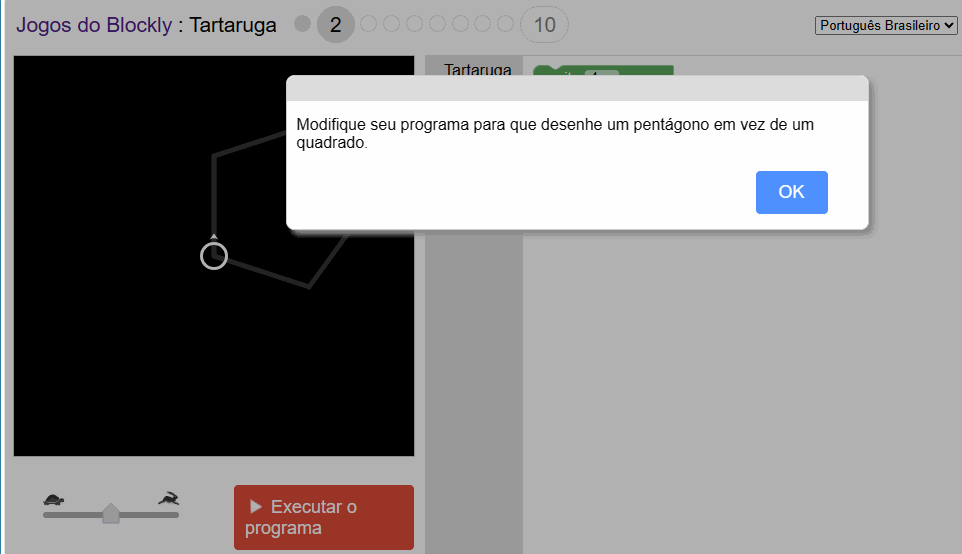 Jogos do Blockly : Tartaruga 2 10 Português Brasileiro
Tartaruga
Modifique seu programa para que desenhe um pentágono em vez de um
quadrado.
OK
Executar o
programa